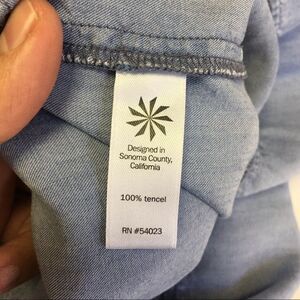 Designed in
Sonoma County,
California
100% tencel
RN #54023